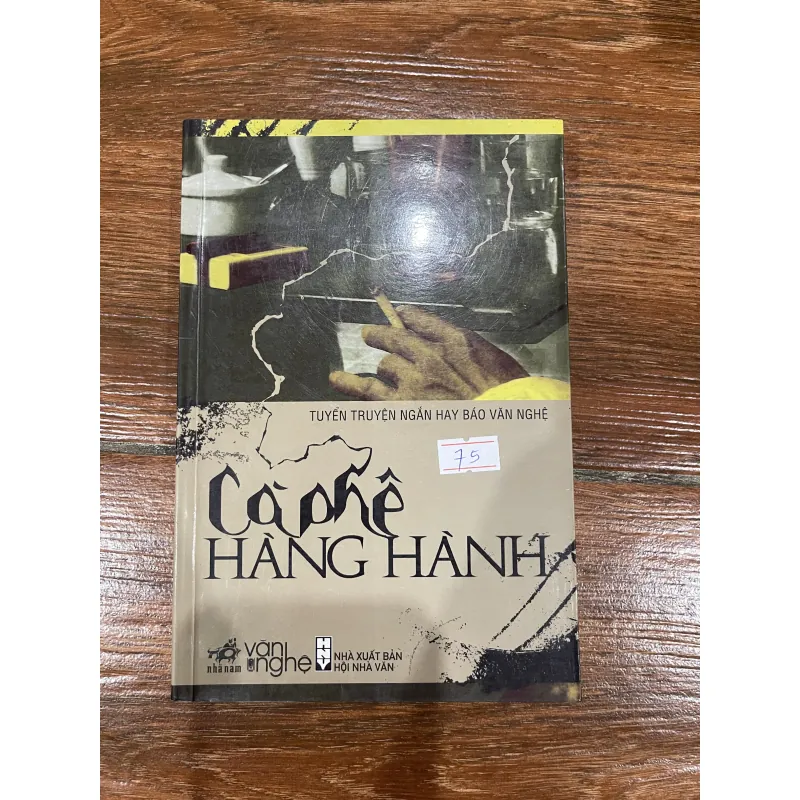 TUYỂN TRUYỆN NGẮN HAY BÁO VĂN NGHỆ
75
Cà phê
HÀNG HÀNH
nhã nam
văn nghệ
NHÀ XUẤT BẢN
HỘI NHÀ VĂN